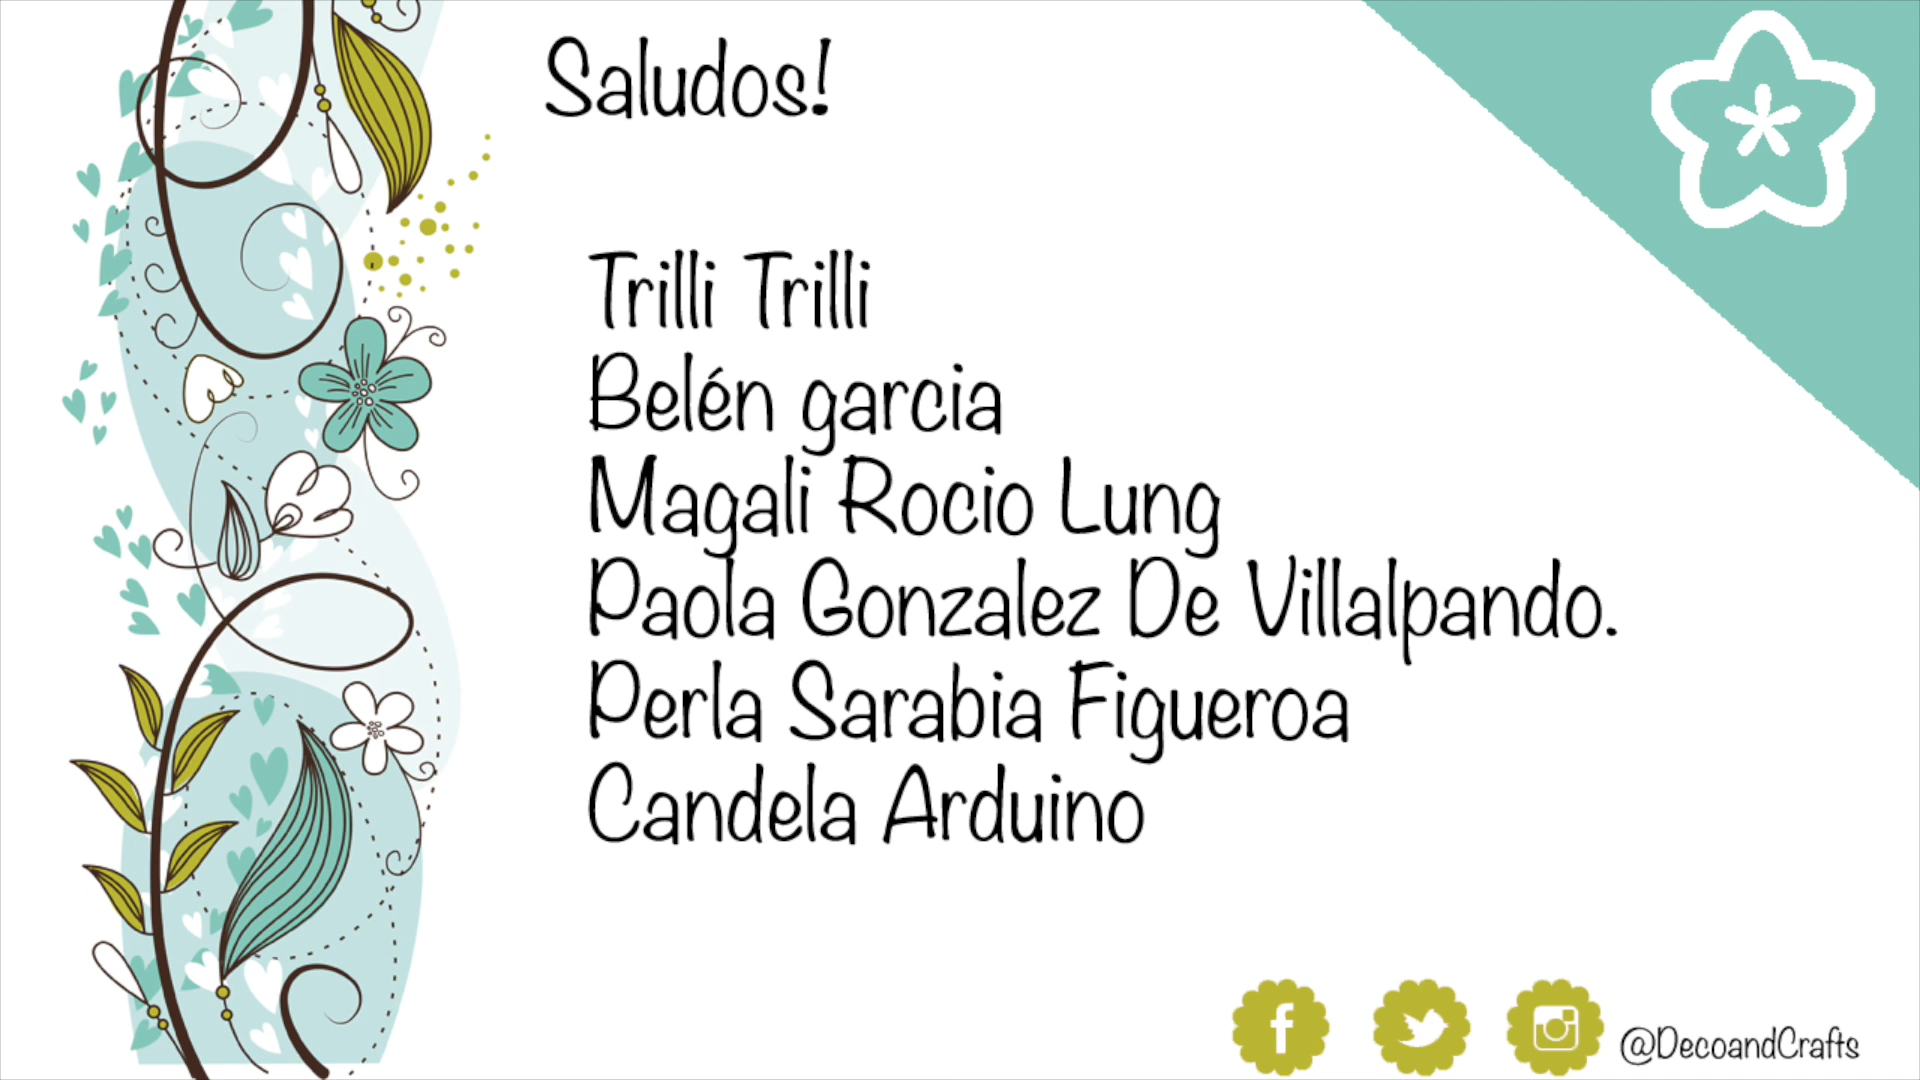 Saludos!
Trilli Trilli
Belén garcia
Magali Rocio Lung
Paola Gonzalez De Villalpando.
Perla Sarabia Figueroa
Candela Arduino
@DecoandCrafts